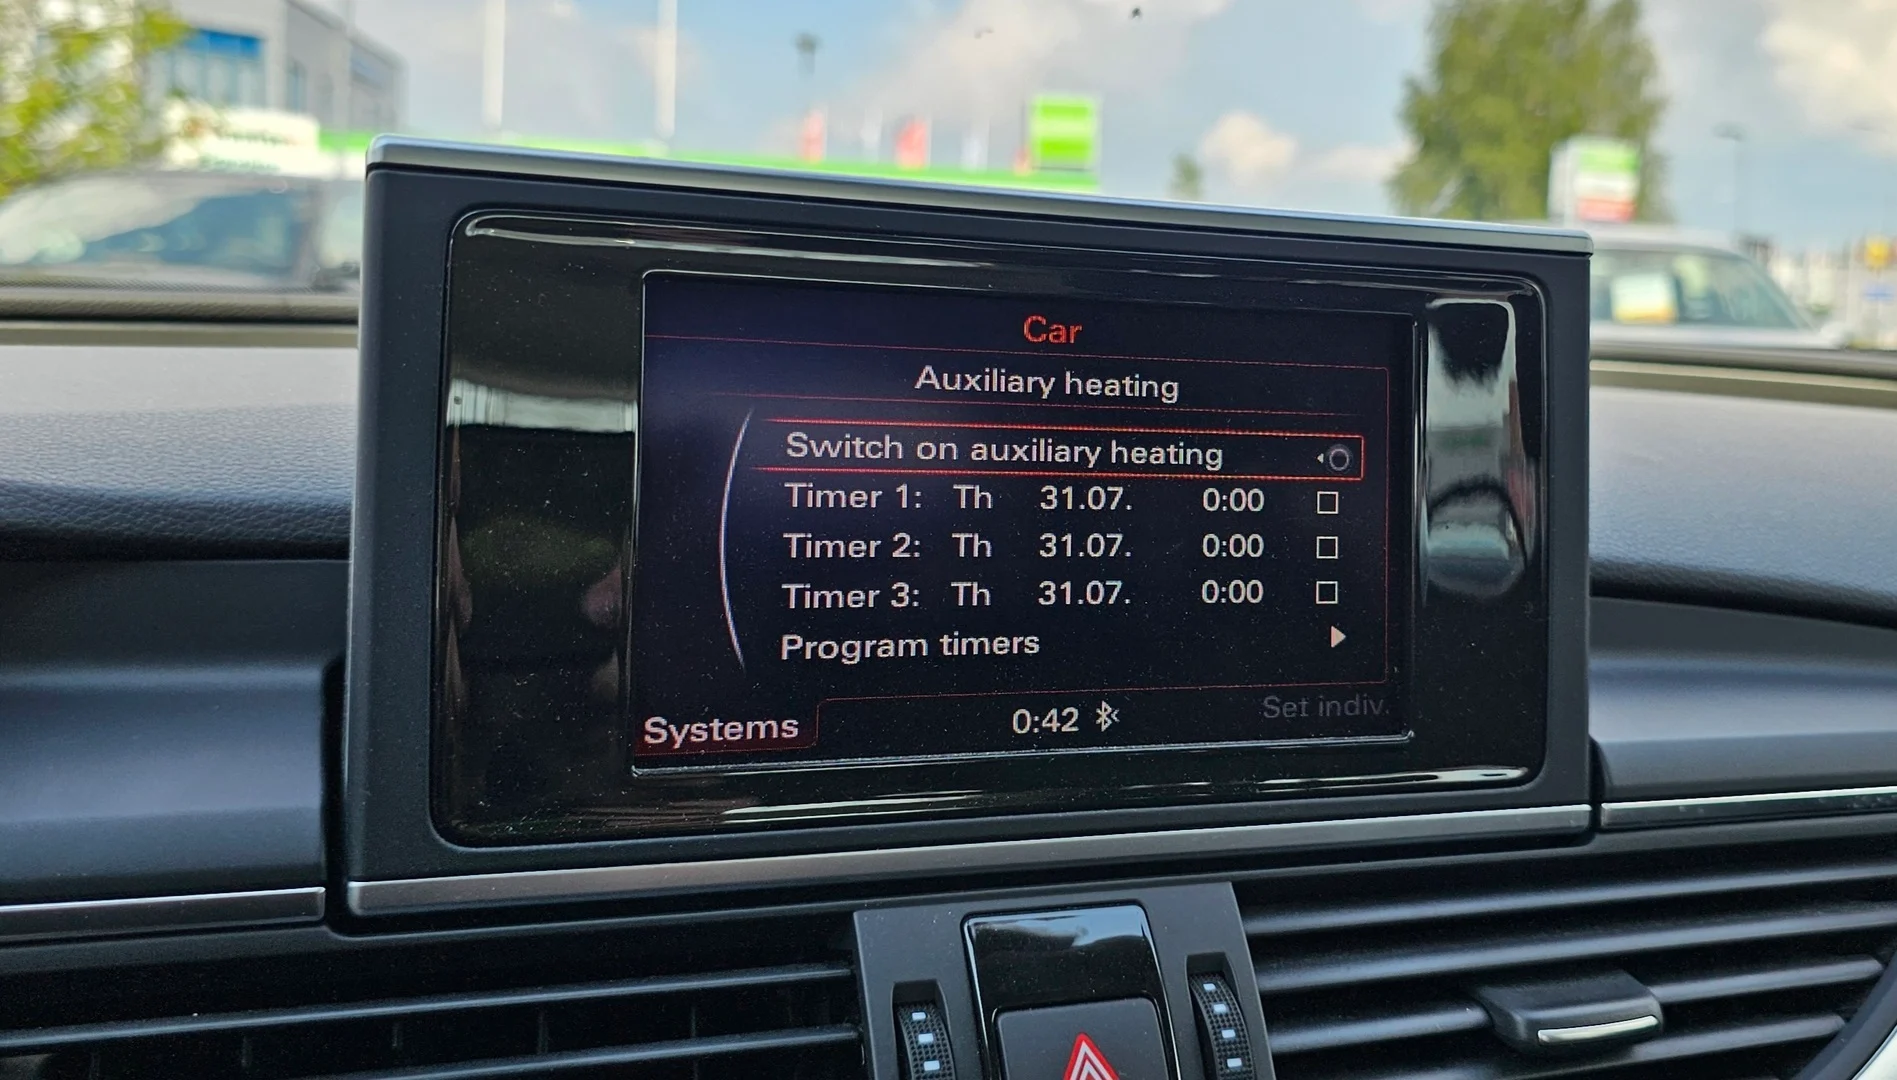 Car
Auxiliary heating
Switch on auxiliary heating
Timer 1: Th 31.07. 0:00
Timer 2: Th 31.07. 0:00
Timer 3: Th 31.07. 0:00
Program timers
Systems 0:42 Set indiv.